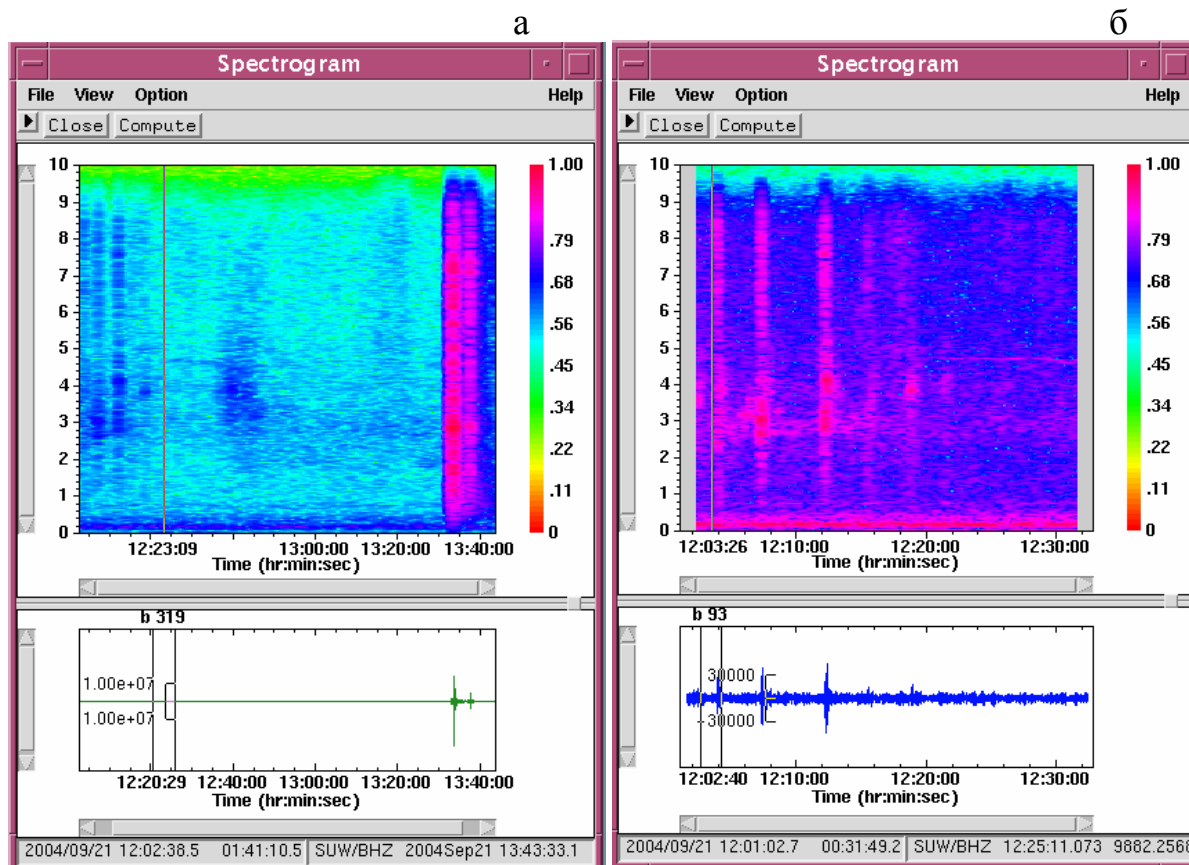 а
Spectrogram
File View Option Help
Close Compute
10
9
8
7
6
5
4
3
2
1
0
1.00
.79
.68
.56
.45
.34
.22
.11
0
12:23:09 13:00:00 13:20:00 13:40:00
Time (hr:min:sec)
b 319
1.00e+07
1.00e+07
12:20:29 12:40:00 13:00:00 13:20:00 13:40:00
Time (hr:min:sec)
2004/09/21 12:02:38.5 01:41:10.5 SUW/BHZ 2004Sep21 13:43:33.1
б
Spectrogram
File View Option Help
Close Compute
10
9
8
7
6
5
4
3
2
1
0
1.00
.79
.68
.56
.45
.34
.22
.11
0
12:03:26 12:10:00 12:20:00 12:30:00
Time (hr:min:sec)
b 93
30000
-30000
12:02:40 12:10:00 12:20:00 12:30:00
Time (hr:min:sec)
2004/09/21 12:01:02.7 00:31:49.2 SUW/BHZ 12:25:11.073